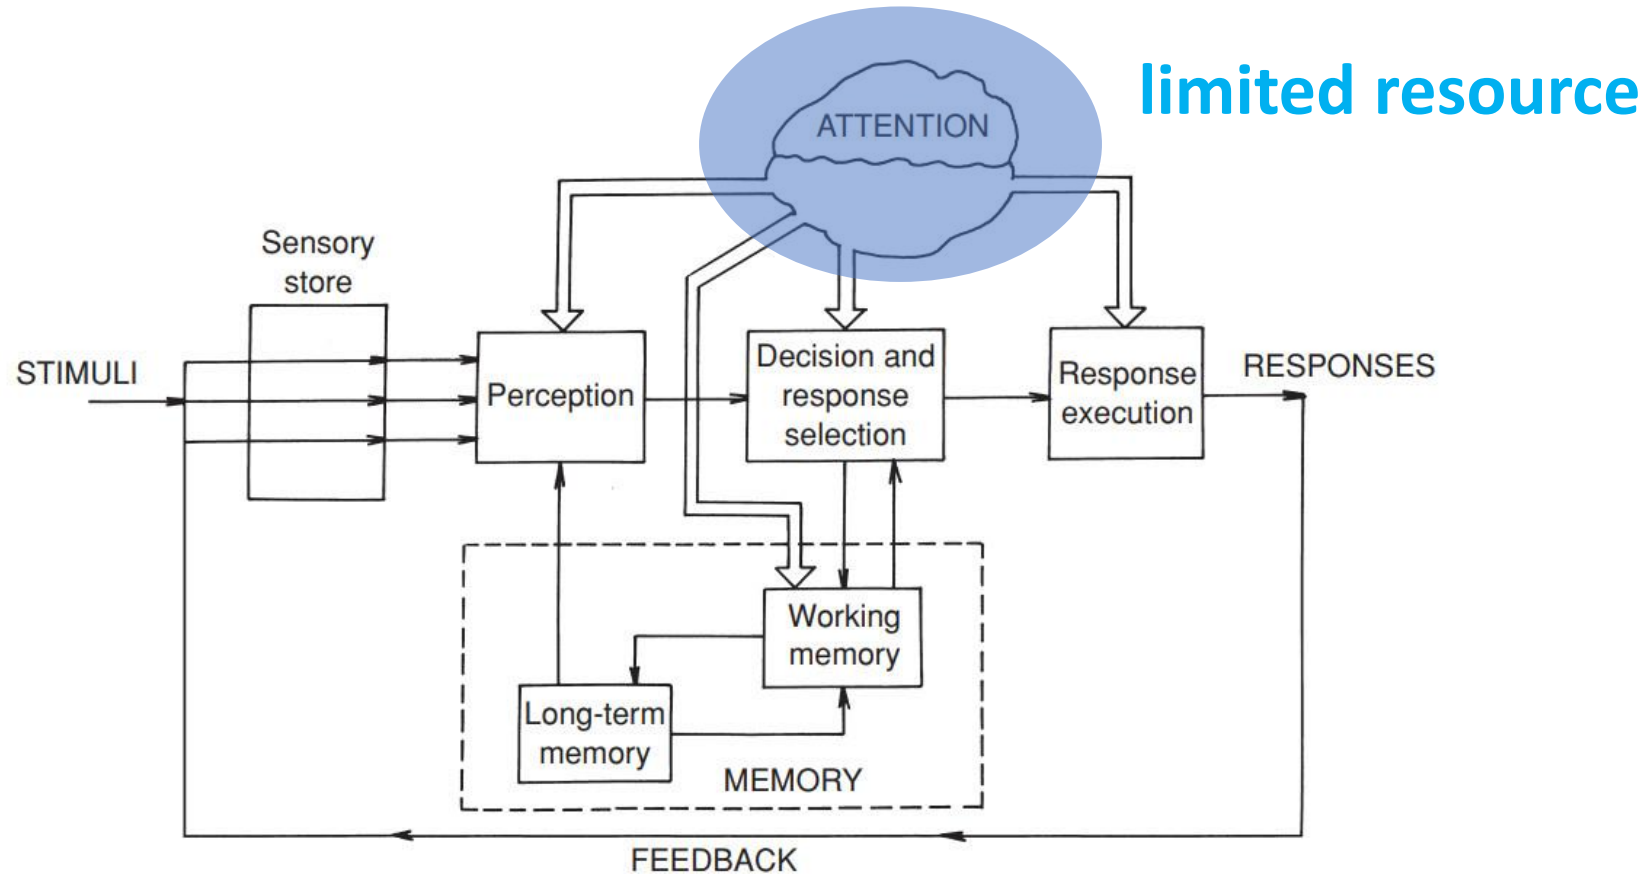 limited resource
ATTENTION
Sensory
store
STIMULI
Perception
Decision and
response
selection
Response
execution
RESPONSES
Working
memory
Long-term
memory
MEMORY
FEEDBACK